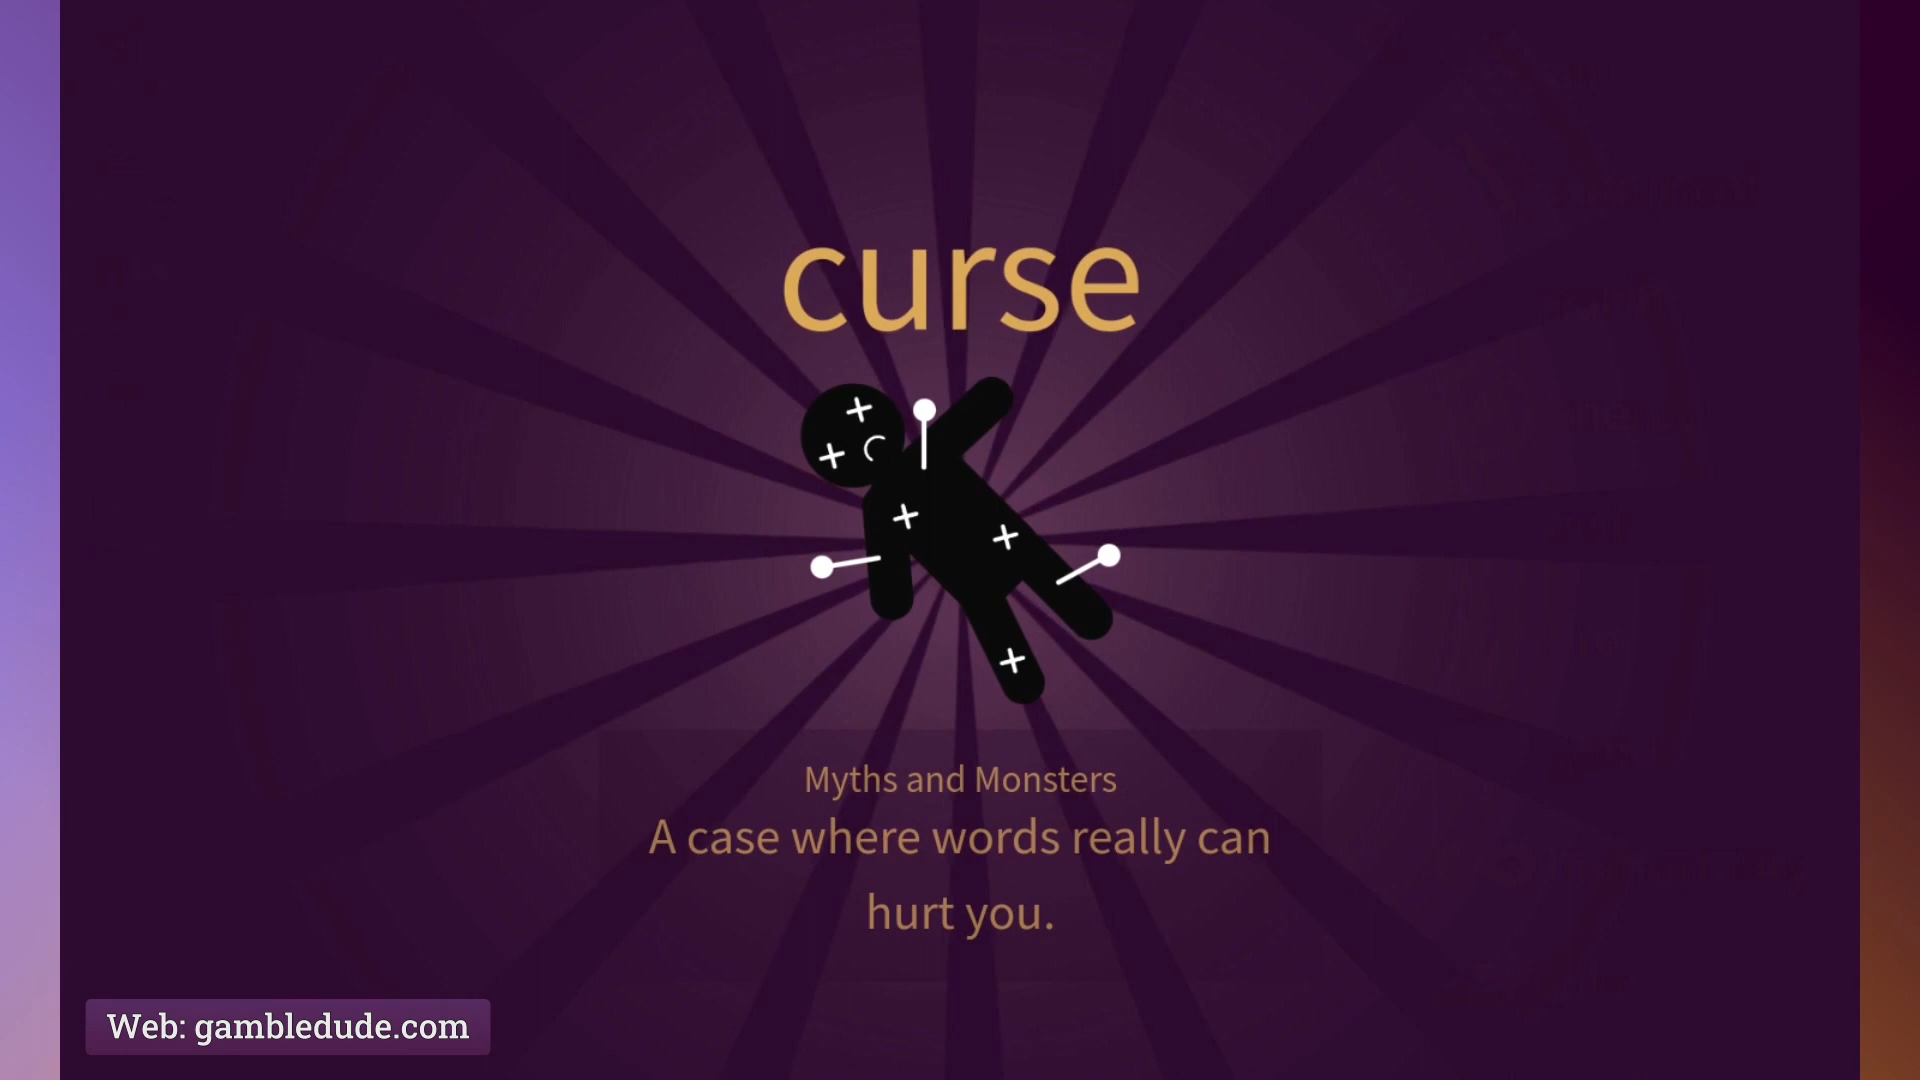 curse
Myths and Monsters
A case where words really can
hurt you.
Web: gambledude.com